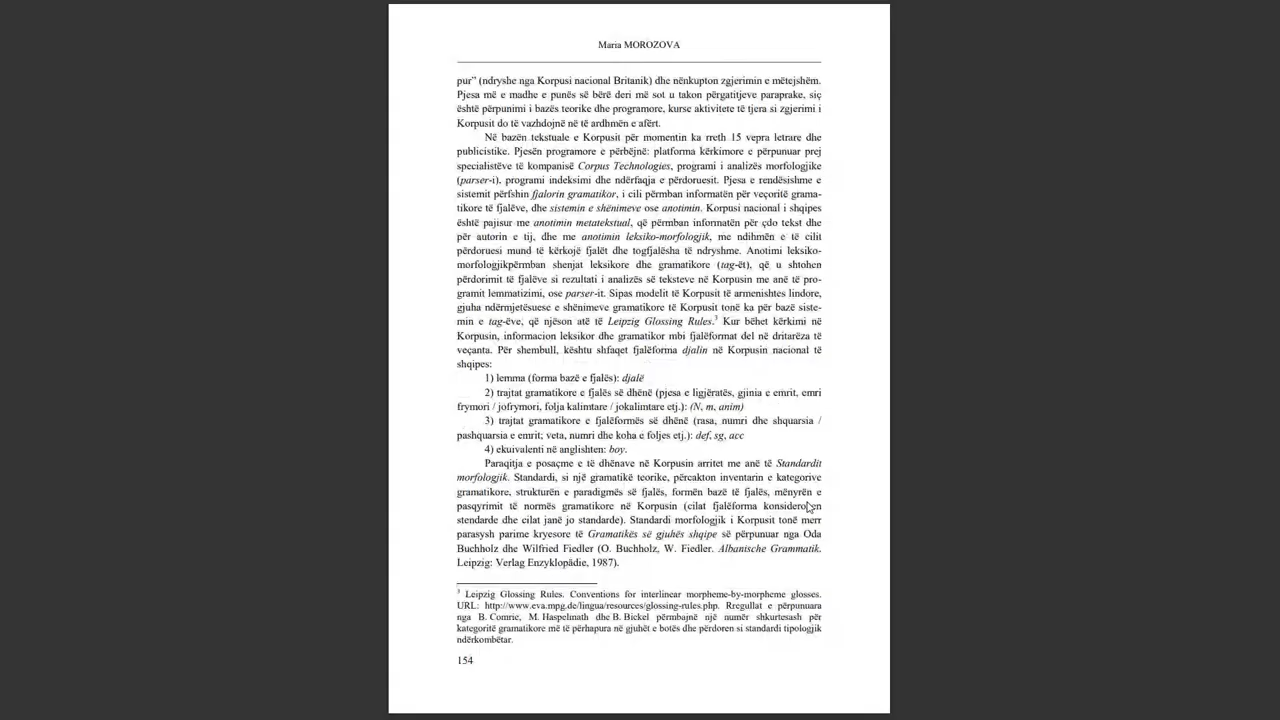 Maria MOROZOVA
pur” (ndryshe nga Korpusi nacional Britanik) dhe nënkupton zgjerimin e mëtejshëm.
Pjesa më e madhe e punës së bërë deri më sot u takon përgatitjeve paraprake, siç
është përpunimi i bazës teorike dhe programore, kurse aktivitete të tjera si zgjerimi i
Korpusit do të vazhdojnë në të ardhmën e afërt.
Në bazën tekstuale e Korpusit për momentin ka rreth 15 vepra letrare dhe
publicistike. Pjesën programore e përbëjnë: platforma kërkimore e përpunuar prej
specialistëve të kompanisë Corpus Technologies, programi i analizës morfologjike
(parser-i), programi indeksimi dhe ndërfaqja e përdoruesit. Pjesa e rendësishme e
sistemit përfshin fjalorin gramatikor, i cili përmban informatën për veçoritë grama-
tikore të fjalëve, dhe sistemin e shënimeve ose anotimin. Korpusi nacional i shqipes
është pajisur me anotimin metatekstual, që përmban informatën për çdo tekst dhe
për autorin e tij, dhe me anotimin leksiko-morfologjik, me ndihmën e të cilit
përdoruesi mund të kërkojë fjalët dhe togfjalësha të ndryshme. Anotimi leksiko-
morfologjikpërmban shenjat leksikore dhe gramatikore (tag-ët), që u shtohen
përdorimit të fjalëve si rezultati i analizës së teksteve në Korpusin me anë të pro-
gramit lemmatizimi, ose parser-it. Sipas modelit të Korpusit të armenishtes lindore,
gjuha ndërmjetësuese e shënimeve gramatikore të Korpusit tonë ka për bazë siste-
min e tag-ëve, që njëson atë të Leipzig Glossing Rules.3 Kur bëhet kërkimi në
Korpusin, informacion leksikor dhe gramatikor mbi fjalëformat del në dritarëza të
veçanta. Për shembull, kështu shfaqet fjalëforma djalin në Korpusin nacional të
shqipes:
1) lemma (forma bazë e fjalës): djalë
2) trajtat gramatikore e fjalës së dhënë (pjesa e ligjëratës, gjinia e emrit, emri
frymori / jofrymori, folja kalimtare / jokalimtare etj.): (N, m, anim)
3) trajtat gramatikore e fjalëformës së dhënë (rasa, numri dhe shquarsia /
pashquarsia e emrit; veta, numri dhe koha e foljes etj.): def, sg, acc
4) ekuivalenti në anglishten: boy.
Paraqitja e posaçme e të dhënave në Korpusin arritet me anë të Standardit
morfologjik. Standardi, si një gramatikë teorike, përcakton inventarin e kategorive
gramatikore, strukturën e paradigmës së fjalës, formën bazë të fjalës, mënyrën e
pasqyrimit të normës gramatikore në Korpusin (cilat fjalëforma konsiderohen
stendarde dhe cilat janë jo standarde). Standardi morfologjik i Korpusit tonë merr
parasysh parime kryesore të Gramatikës së gjuhës shqipe së përpunuar nga Oda
Buchholz dhe Wilfried Fiedler (O. Buchholz, W. Fiedler. Albanische Grammatik.
Leipzig: Verlag Enzyklopädie, 1987).
3 Leipzig Glossing Rules. Conventions for interlinear morpheme-by-morpheme glosses.
URL: http://www.eva.mpg.de/lingua/resources/glossing-rules.php. Rregullat e përpunuara
nga B. Comrie, M. Haspelmath dhe B. Bickel përmbajnë një numër shkurtesash për
kategoritë gramatikore më të përhapura në gjuhët e botës dhe përdoren si standardi tipologjik
ndërkombëtar.
154